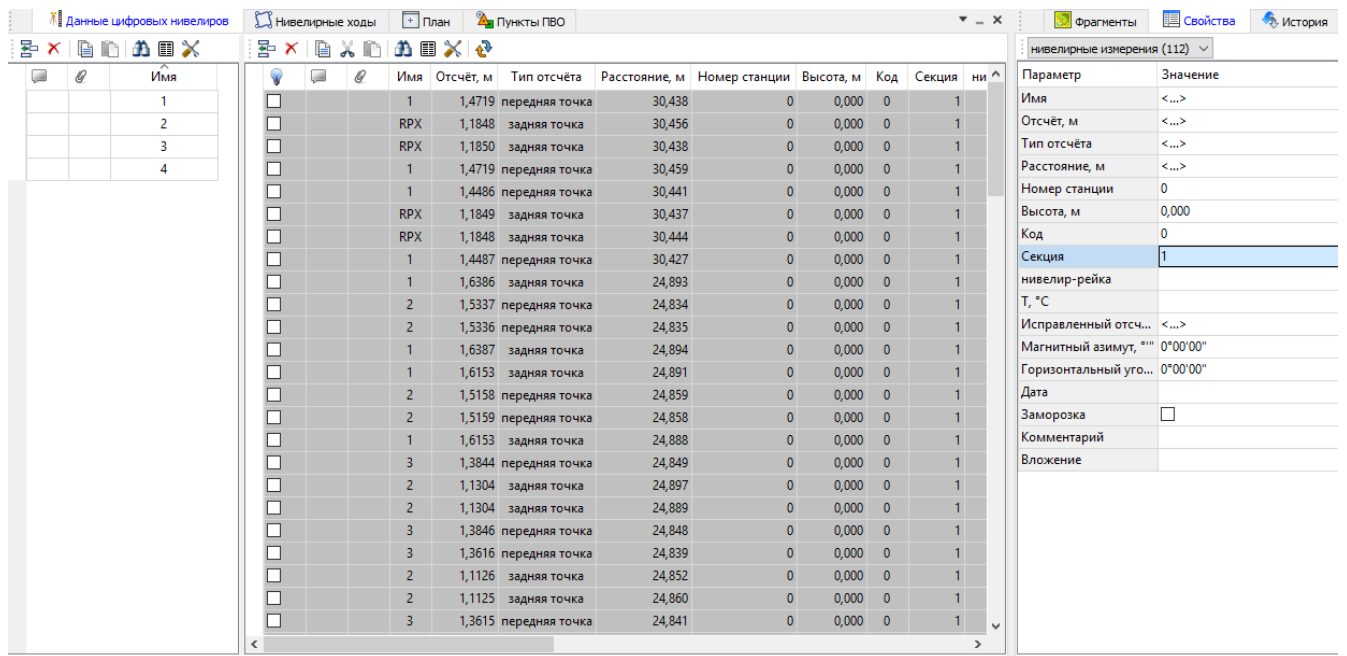 Данные цифровых нивелиров Нивелирные ходы План Пункты ПВО Фрагменты Свойства История
нивелирные измерения (112)
Имя
1
2
3
4
Имя Отсчёт, м Тип отсчёта Расстояние, м Номер станции Высота, м Код Секция ни
1 1,4719 передняя точка 30,438 0 0,000 0 1
RPX 1,1848 задняя точка 30,456 0 0,000 0 1
RPX 1,1850 задняя точка 30,438 0 0,000 0 1
1 1,4719 передняя точка 30,459 0 0,000 0 1
1 1,4486 передняя точка 30,441 0 0,000 0 1
RPX 1,1849 задняя точка 30,437 0 0,000 0 1
RPX 1,1848 задняя точка 30,444 0 0,000 0 1
1 1,4487 передняя точка 30,427 0 0,000 0 1
1 1,6386 задняя точка 24,893 0 0,000 0 1
2 1,5337 передняя точка 24,834 0 0,000 0 1
2 1,5336 передняя точка 24,835 0 0,000 0 1
1 1,6387 задняя точка 24,894 0 0,000 0 1
1 1,6153 задняя точка 24,891 0 0,000 0 1
2 1,5158 передняя точка 24,859 0 0,000 0 1
2 1,5159 передняя точка 24,858 0 0,000 0 1
1 1,6153 задняя точка 24,888 0 0,000 0 1
3 1,3844 передняя точка 24,849 0 0,000 0 1
2 1,1304 задняя точка 24,897 0 0,000 0 1
2 1,1304 задняя точка 24,889 0 0,000 0 1
3 1,3846 передняя точка 24,848 0 0,000 0 1
3 1,3616 передняя точка 24,839 0 0,000 0 1
2 1,1126 задняя точка 24,852 0 0,000 0 1
2 1,1125 задняя точка 24,860 0 0,000 0 1
3 1,3615 передняя точка 24,841 0 0,000 0 1
Параметр Значение
Имя <...>
Отсчёт, м <...>
Тип отсчёта <...>
Расстояние, м <...>
Номер станции 0
Высота, м 0,000
Код 0
Секция 1
нивелир-рейка
T, °C
Исправленный отсч... <...>
Магнитный азимут, °'" 0°00'00"
Горизонтальный уго... 0°00'00"
Дата
Заморозка
Комментарий
Вложение